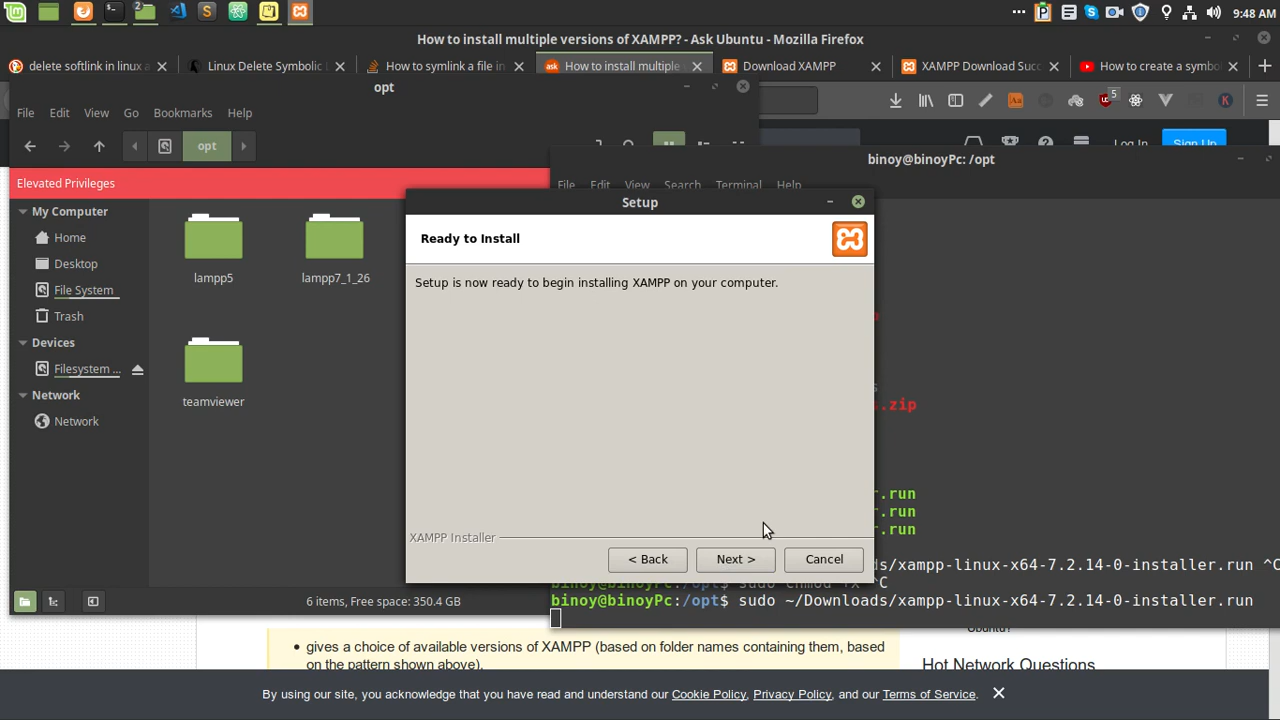 9:48 AM
How to install multiple versions of XAMPP? - Ask Ubuntu - Mozilla Firefox
delete softlink in linux a
Linux Delete Symbolic
How to symlink a file in
How to install multiple
Download XAMPP
XAMPP Download Succ
How to create a symbo
opt
File Edit View Go Bookmarks Help
5
opt
Log In
Sign Up
binoy@binoyPc: /opt
File Edit View Search Terminal Help
Elevated Privileges
My Computer
Home
Desktop
File System
Trash
Devices
Filesystem ...
Network
Network
lampp5
lampp7_1_26
teamviewer
6 items, Free space: 350.4 GB
Setup
Ready to Install
Setup is now ready to begin installing XAMPP on your computer.
XAMPP Installer
< Back
Next >
Cancel
.zip
r.run
r.run
r.run
ds/xampp-linux-x64-7.2.14-0-installer.run ^C
binoy@binoyPc:/opt$ sudo chmod +x ^C
binoy@binoyPc:/opt$ sudo ~/Downloads/xampp-linux-x64-7.2.14-0-installer.run
Ubuntu?
• gives a choice of available versions of XAMPP (based on folder names containing them, based
on the pattern shown above).
Hot Network Questions
By using our site, you acknowledge that you have read and understand our Cookie Policy, Privacy Policy, and our Terms of Service.